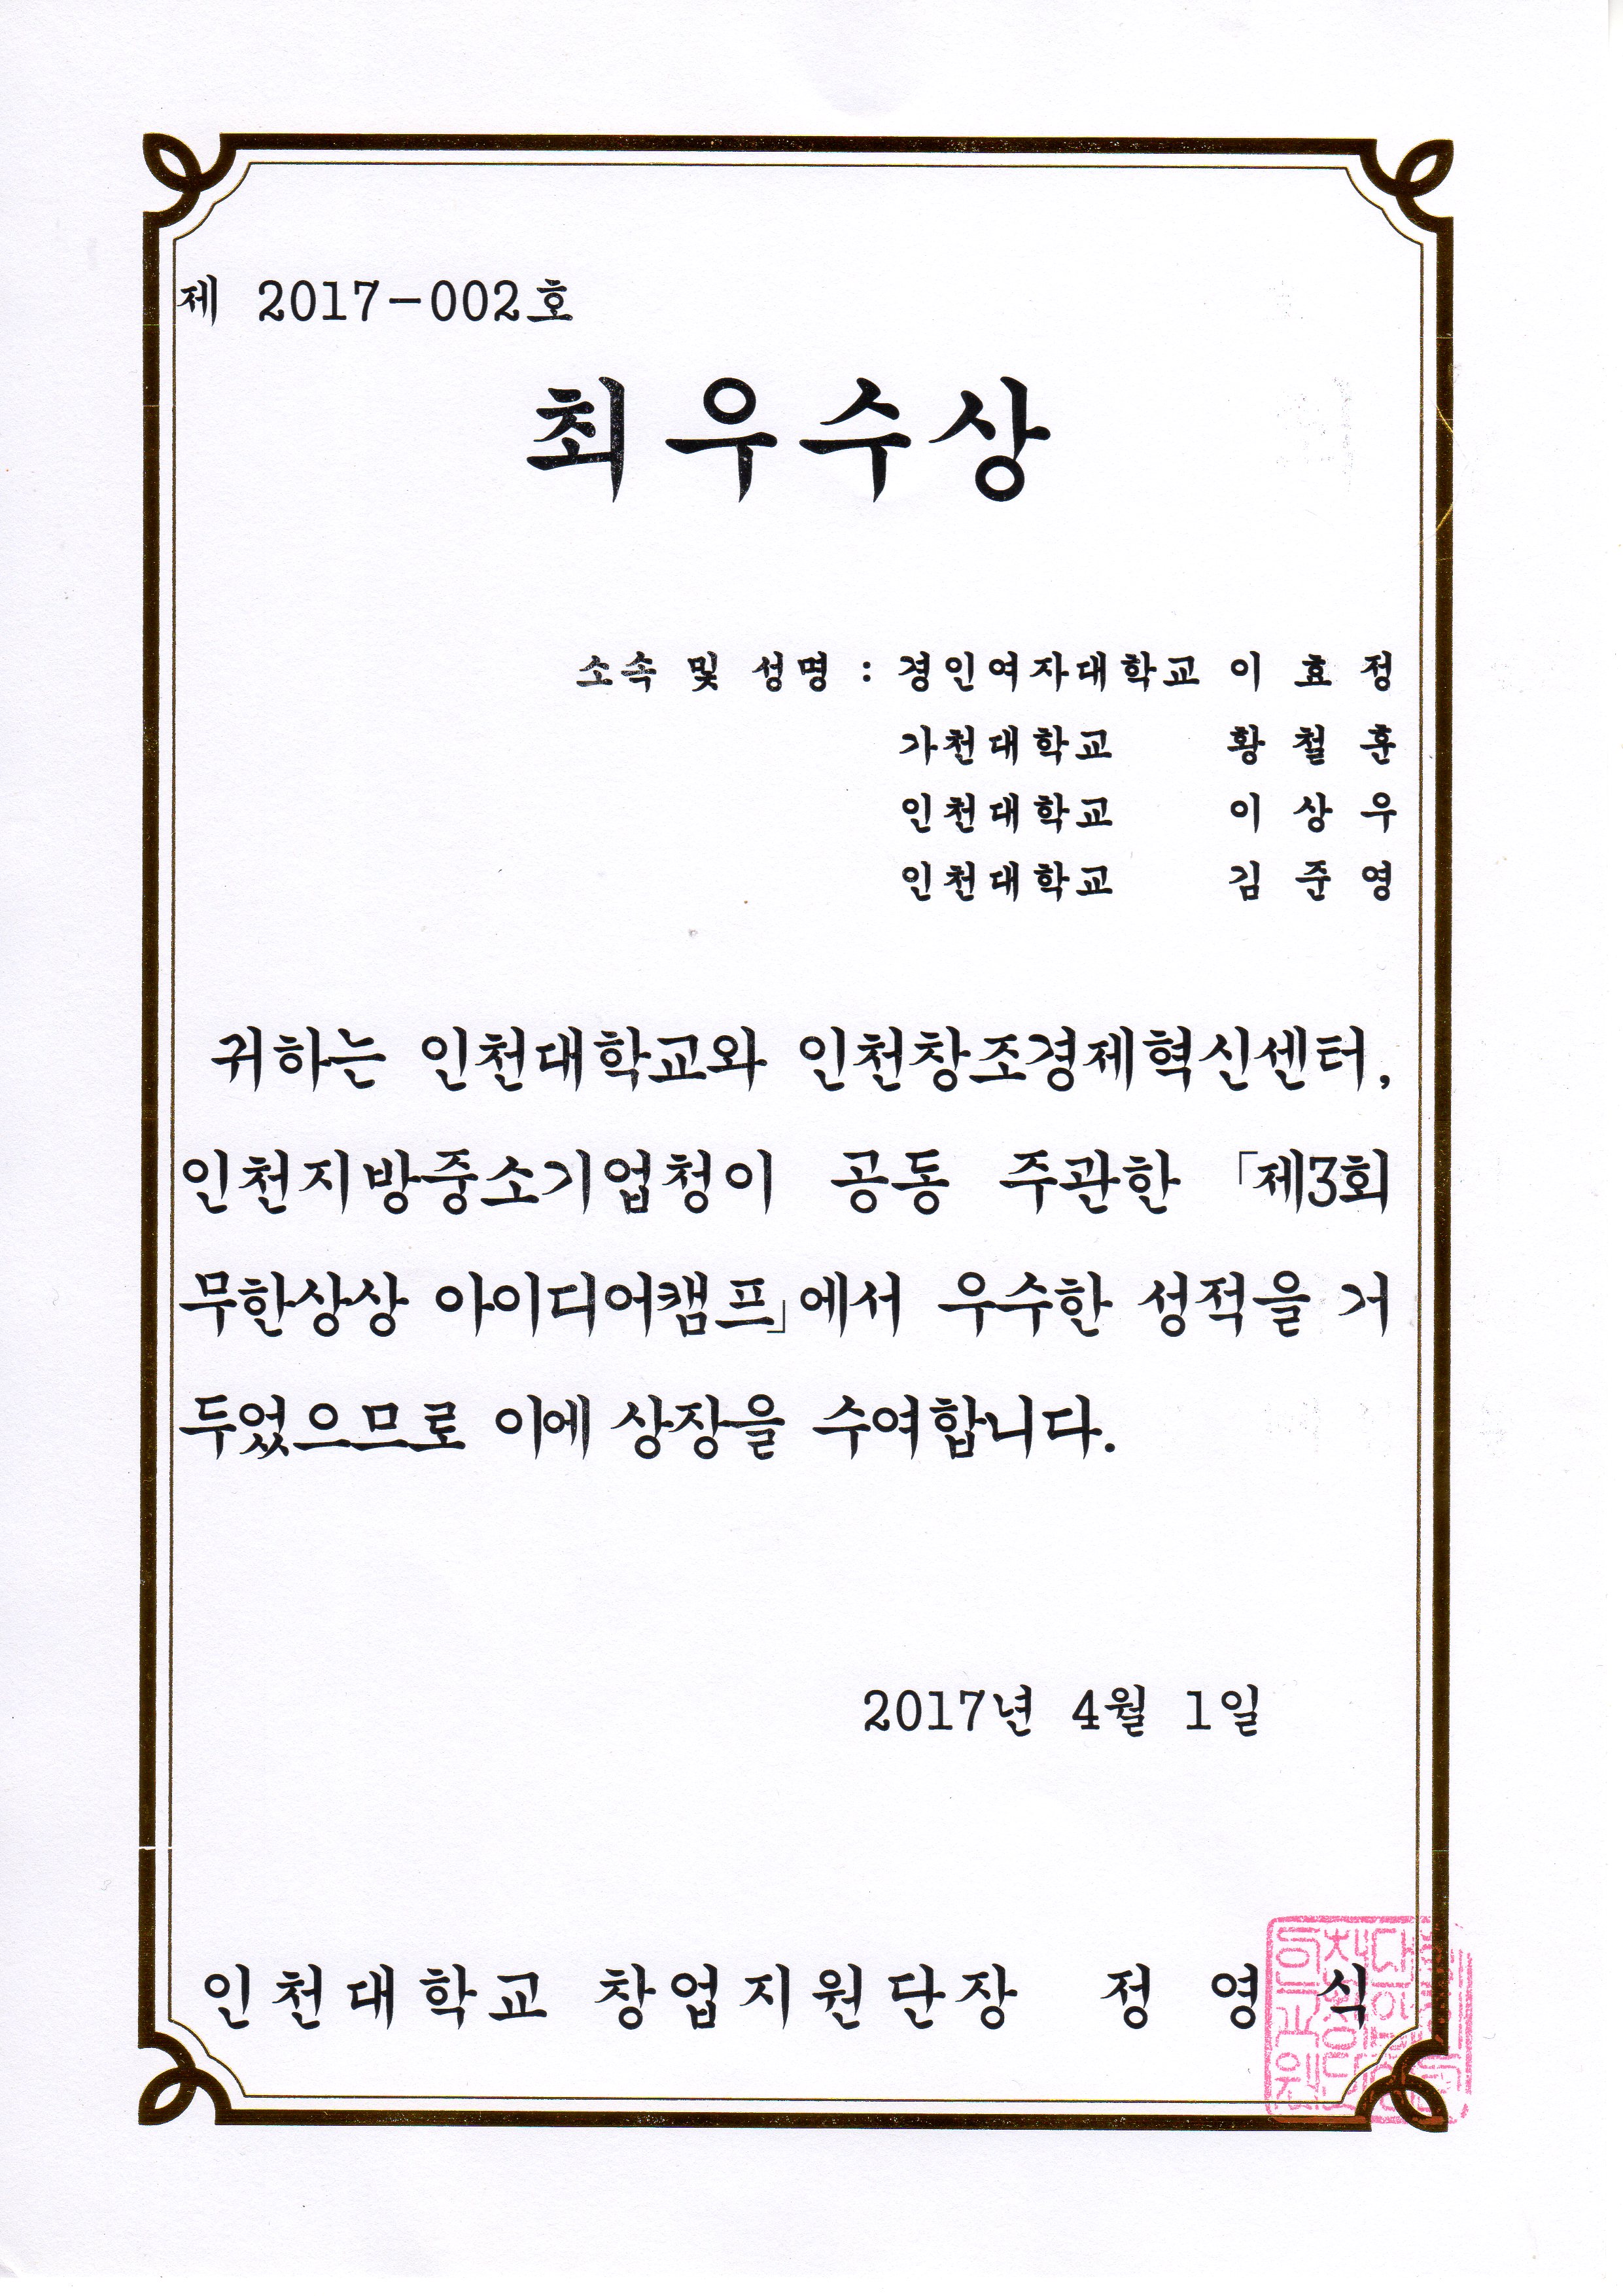 제 2017-002호
최우수상
소속 및 성명 : 경인여자대학교 이 효 정
가천대학교 황 철 훈
인천대학교 이 상 우
인천대학교 김 준 영
귀하는 인천대학교와 인천창조경제혁신센터,
인천지방중소기업청이 공동 주관한 「제3회
무한상상 아이디어캠프」에서 우수한 성적을 거
두었으므로 이에 상장을 수여합니다.
2017년 4월 1일
인천대학교 창업지원단장 정 영 식